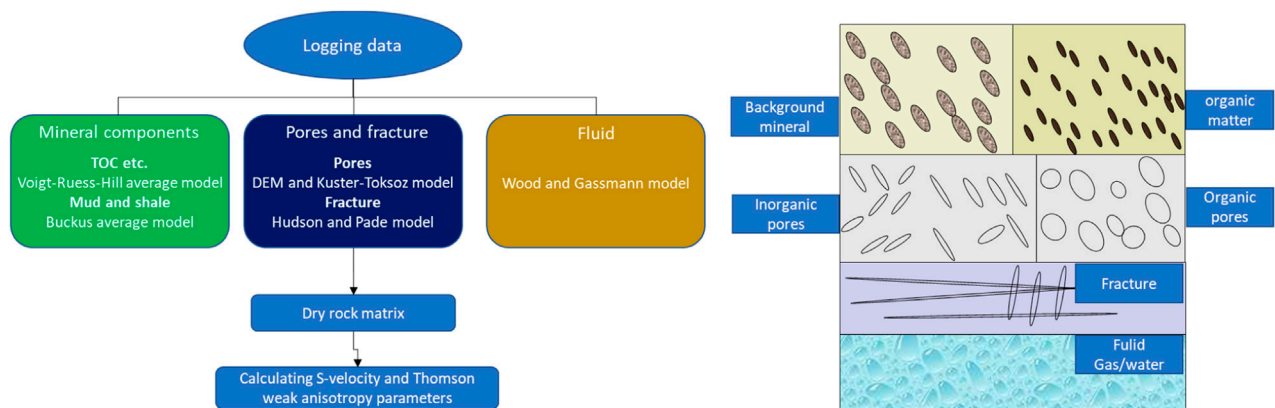 Logging data
Mineral components
TOC etc.
Voigt-Ruess-Hill average model
Mud and shale
Buckus average model
Pores and fracture
Pores
DEM and Kuster-Toksoz model
Fracture
Hudson and Pade model
Fluid
Wood and Gassmann model
Dry rock matrix
Calculating S-velocity and Thomson
weak anisotropy parameters
Background
mineral
organic
matter
Inorganic
pores
Organic
pores
Fracture
Fulid
Gas/water